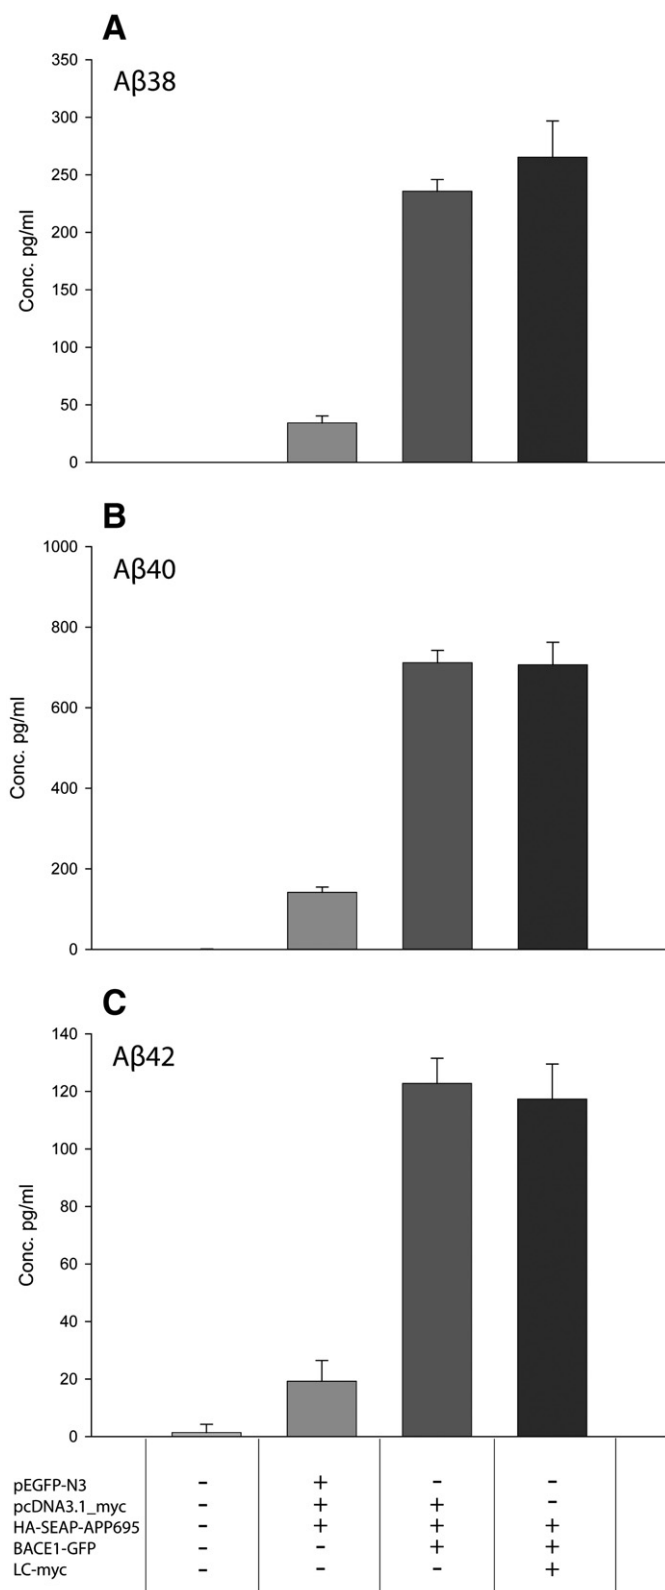 A
Aβ38
350
300
250
200
150
100
50
0
Conc. pg/ml
B
Aβ40
1000
800
600
400
200
0
Conc. pg/ml
C
Aβ42
140
120
100
80
60
40
20
0
Conc. pg/ml
pEGFP-N3 - + - -
pcDNA3.1_myc - + + -
HA-SEAP-APP695 - + + +
BACE1-GFP - - + +
LC-myc - - - +